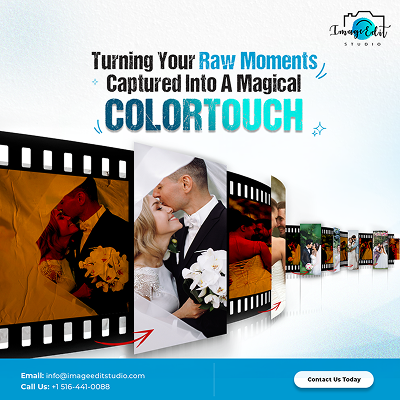 ImageEdit
STUDIO
Turning Your Raw Moments
Captured Into A Magical
COLORTOUCH
Email: info@imageeditstudio.com
Call Us: +1 516-441-0088
Contact Us Today